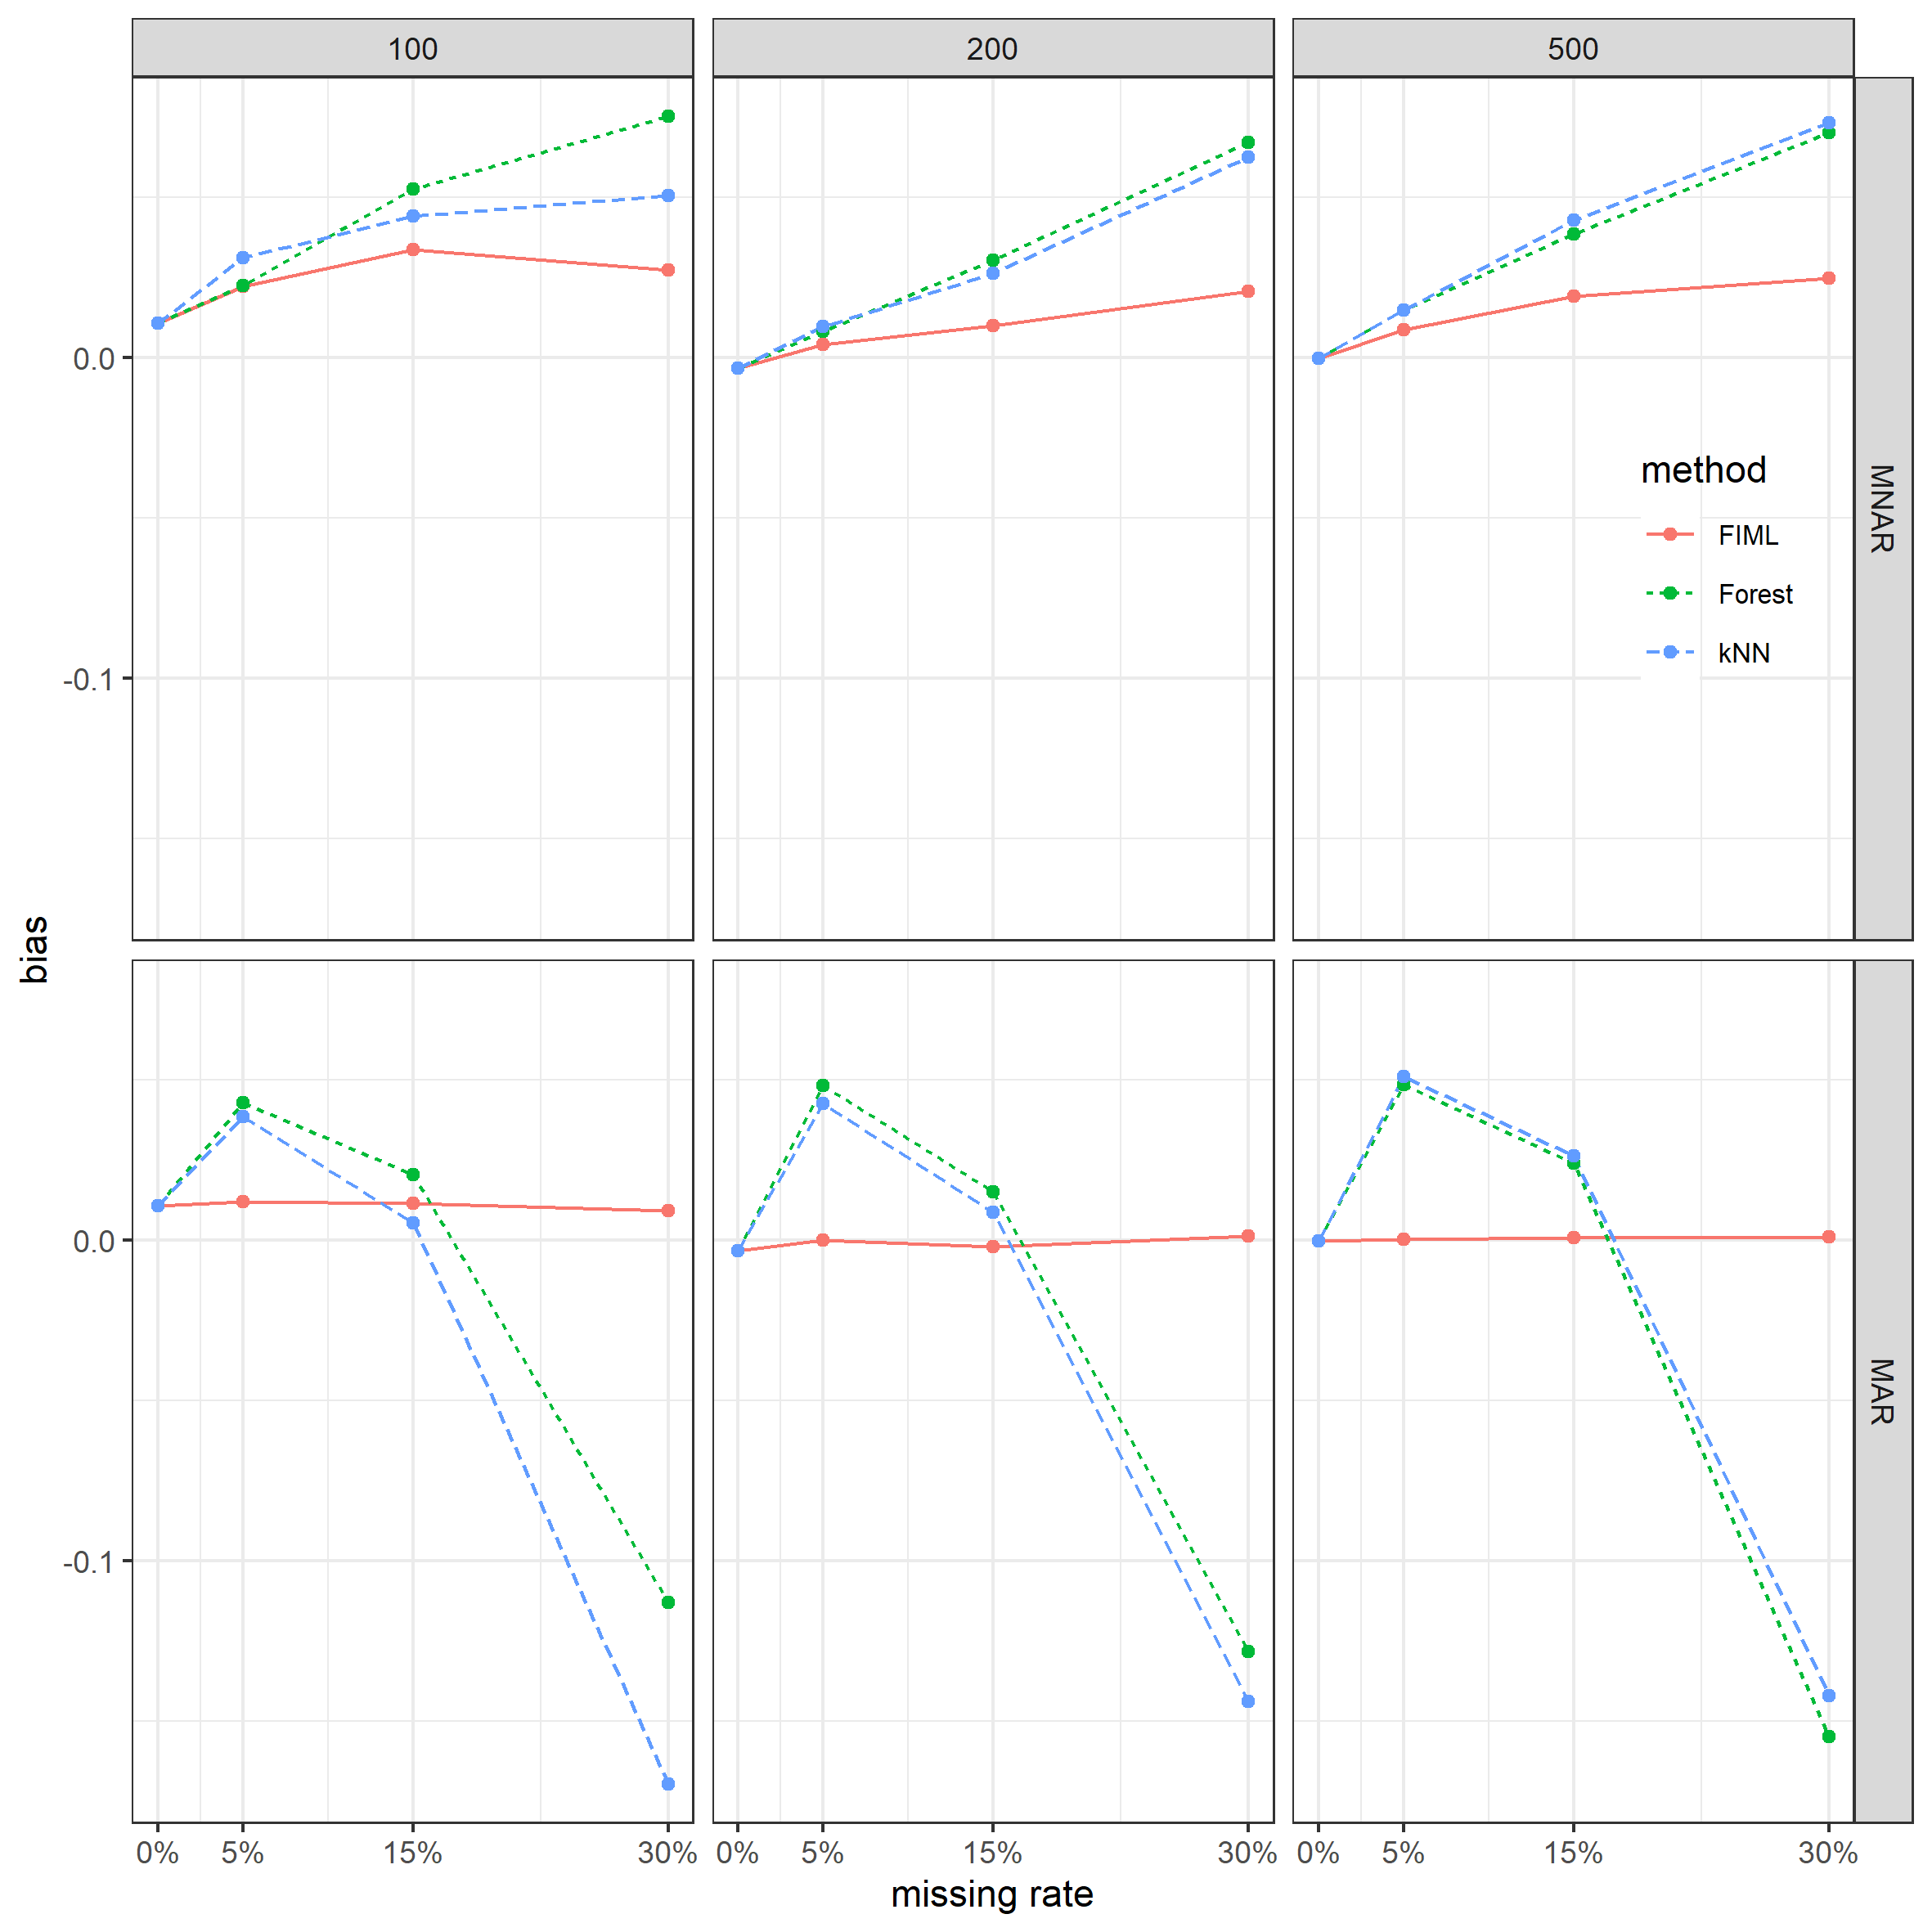 100 200 500
0.0
-0.1
MNAR
method
FIML
Forest
kNN
bias
0.0
-0.1
MAR
0% 5% 15% 30% 0% 5% 15% 30% 0% 5% 15% 30%
missing rate